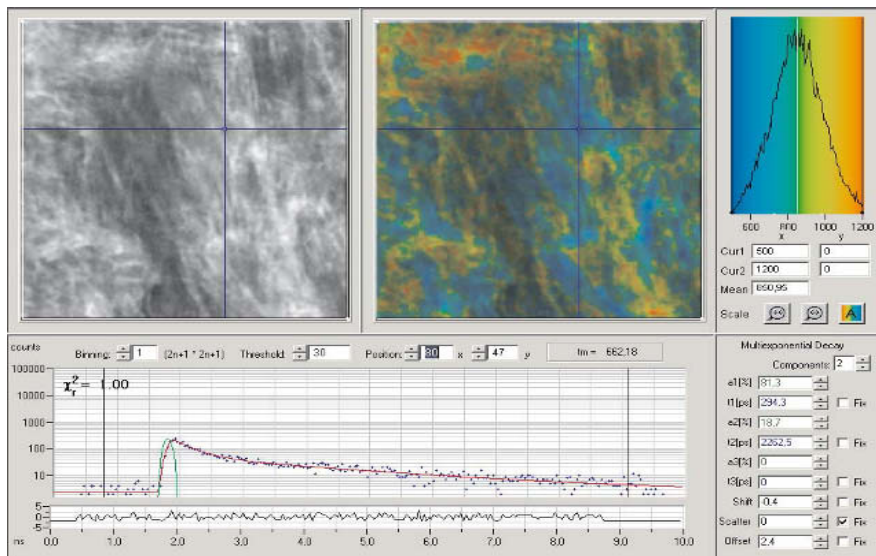 600 800 1000 1200
x y
Cur1 500 0
Cur2 1200 0
Mean 850,95
Scale A
counts
Binning: 1 (2n+1 * 2n+1) Threshold: 30 Position: 80 x 47 y tm = 662,18
χr² = 1.00
100000
10000
1000
100
10
5
0
-5
ns 0.0 1.0 2.0 3.0 4.0 5.0 6.0 7.0 8.0 9.0 10.0
Multiexponential Decay
Components: 2
a1[%] 81,3
t1[ps] 294,3 Fix
a2[%] 18,7
t2[ps] 2262,5 Fix
a3[%] 0
t3[ps] 0 Fix
Shift -0.4 Fix
Scatter 0 Fix
Offset 2.4 Fix